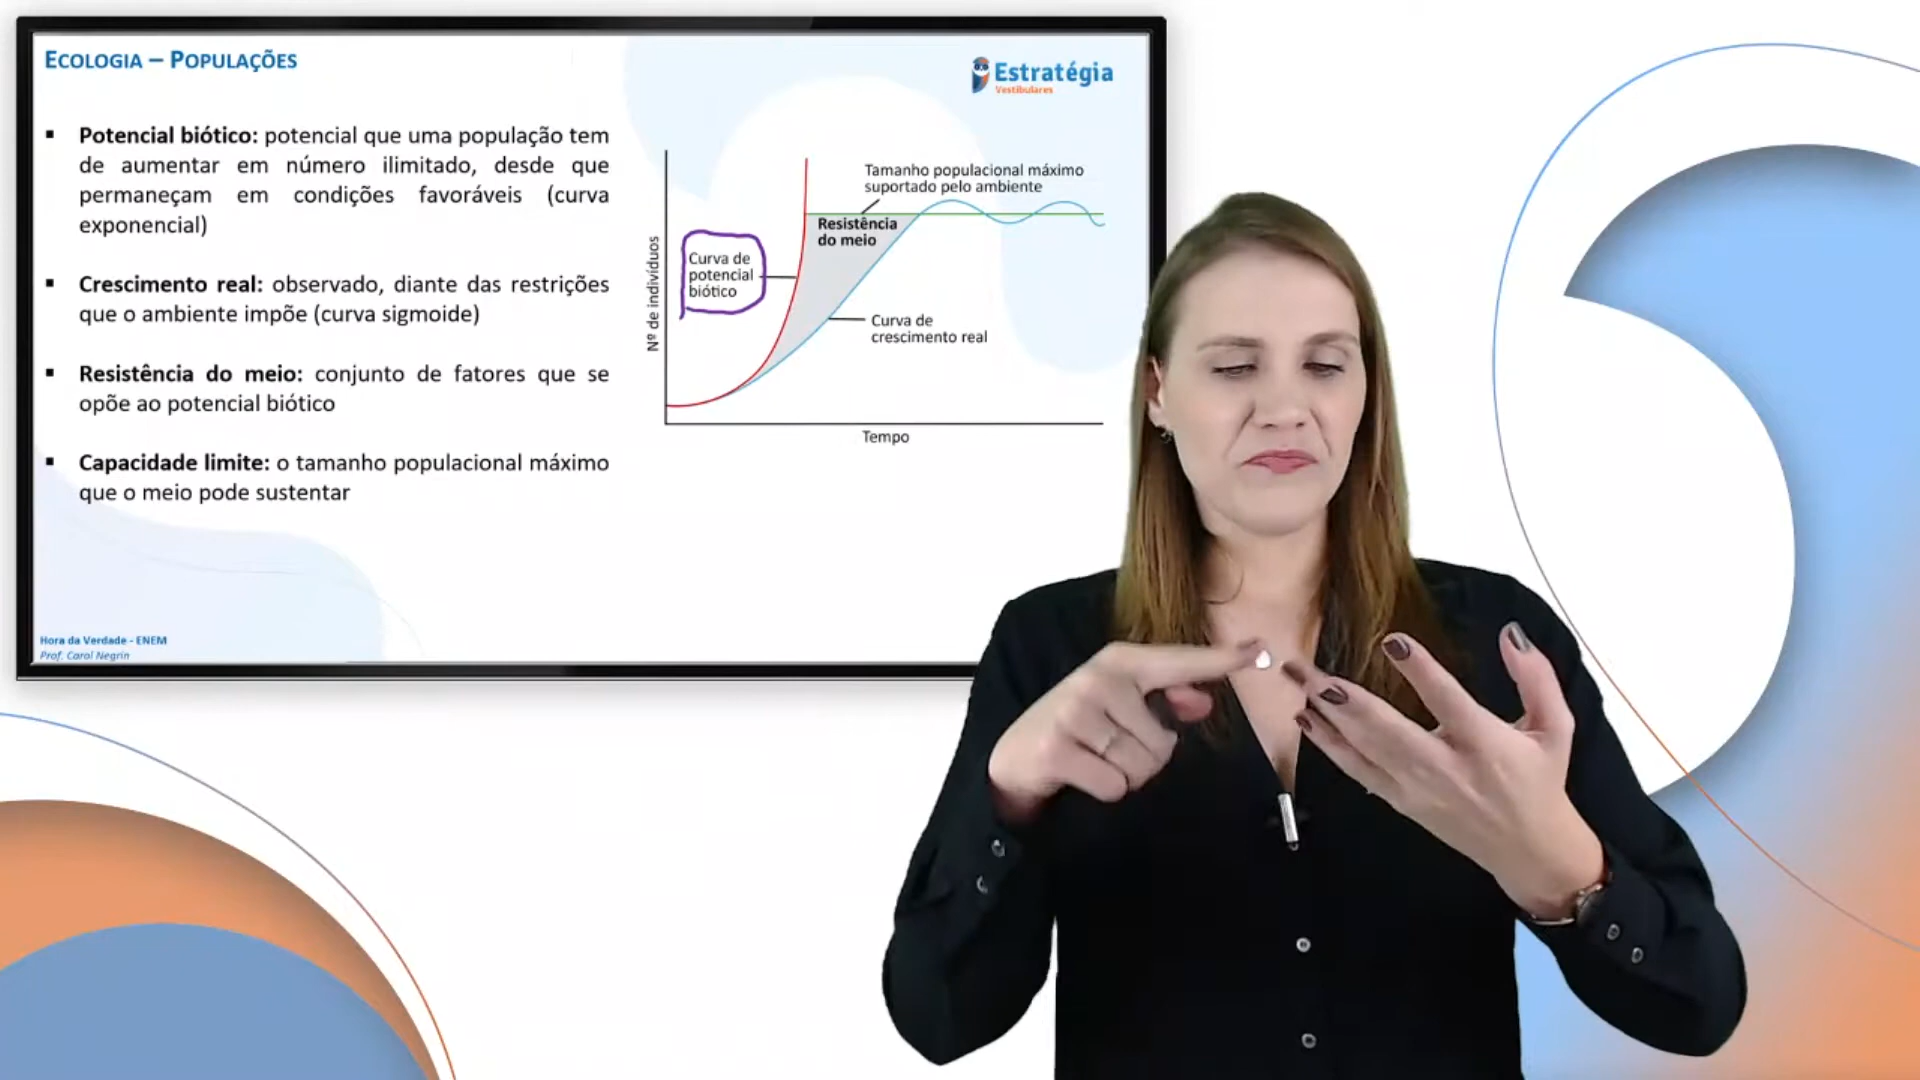 ECOLOGIA – POPULAÇÕES
Estratégia
Vestibulares
▪ Potencial biótico: potencial que uma população tem
de aumentar em número ilimitado, desde que
permaneçam em condições favoráveis (curva
exponencial)
▪ Crescimento real: observado, diante das restrições
que o ambiente impõe (curva sigmoide)
▪ Resistência do meio: conjunto de fatores que se
opõe ao potencial biótico
▪ Capacidade limite: o tamanho populacional máximo
que o meio pode sustentar
Nº de indivíduos
Tamanho populacional máximo
suportado pelo ambiente
Resistência
do meio
Curva de
potencial
biótico
Curva de
crescimento real
Tempo
Hora da Verdade - ENEM
Prof. Carol Negrin